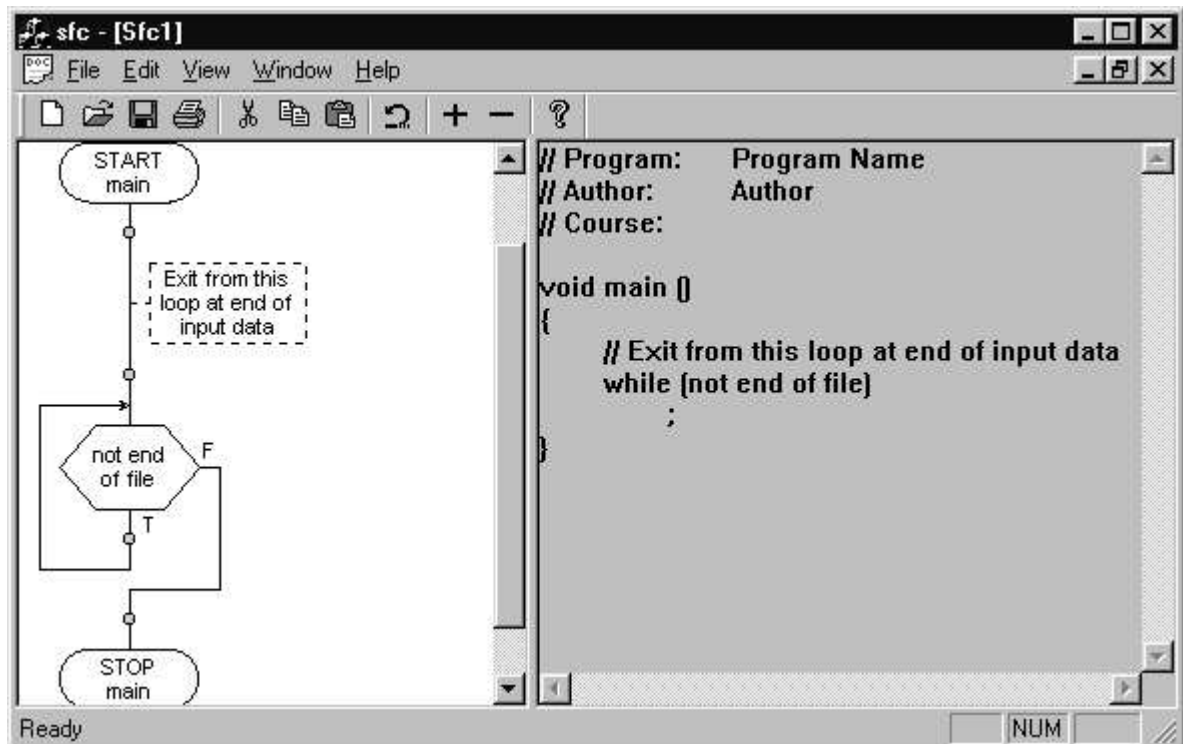 sfc - [Sfc1]
File Edit View Window Help
START
main
Exit from this
loop at end of
input data
not end
of file
F
T
STOP
main
// Program: Program Name
// Author: Author
// Course:
void main ()
{
// Exit from this loop at end of input data
while (not end of file)
;
}
Ready
NUM